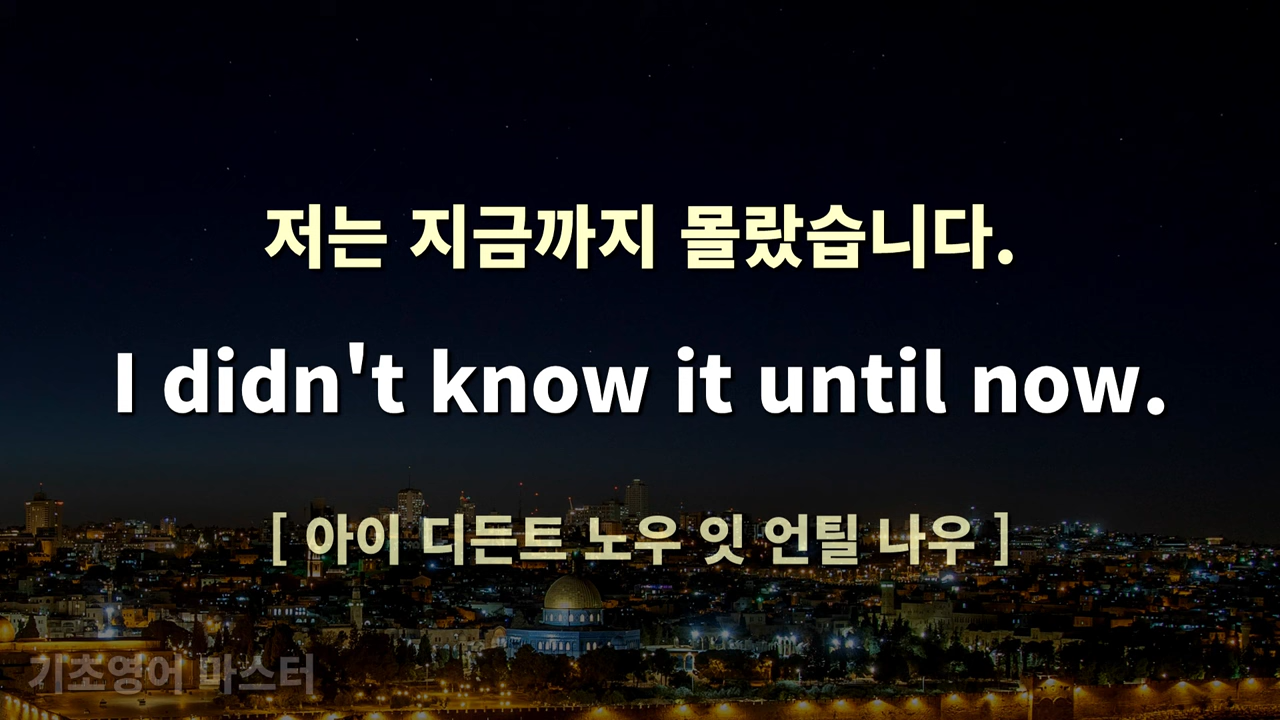 저는 지금까지 몰랐습니다.
I didn't know it until now.
[ 아이 디든트 노우 잇 언틸 나우 ]
기초영어 마스터